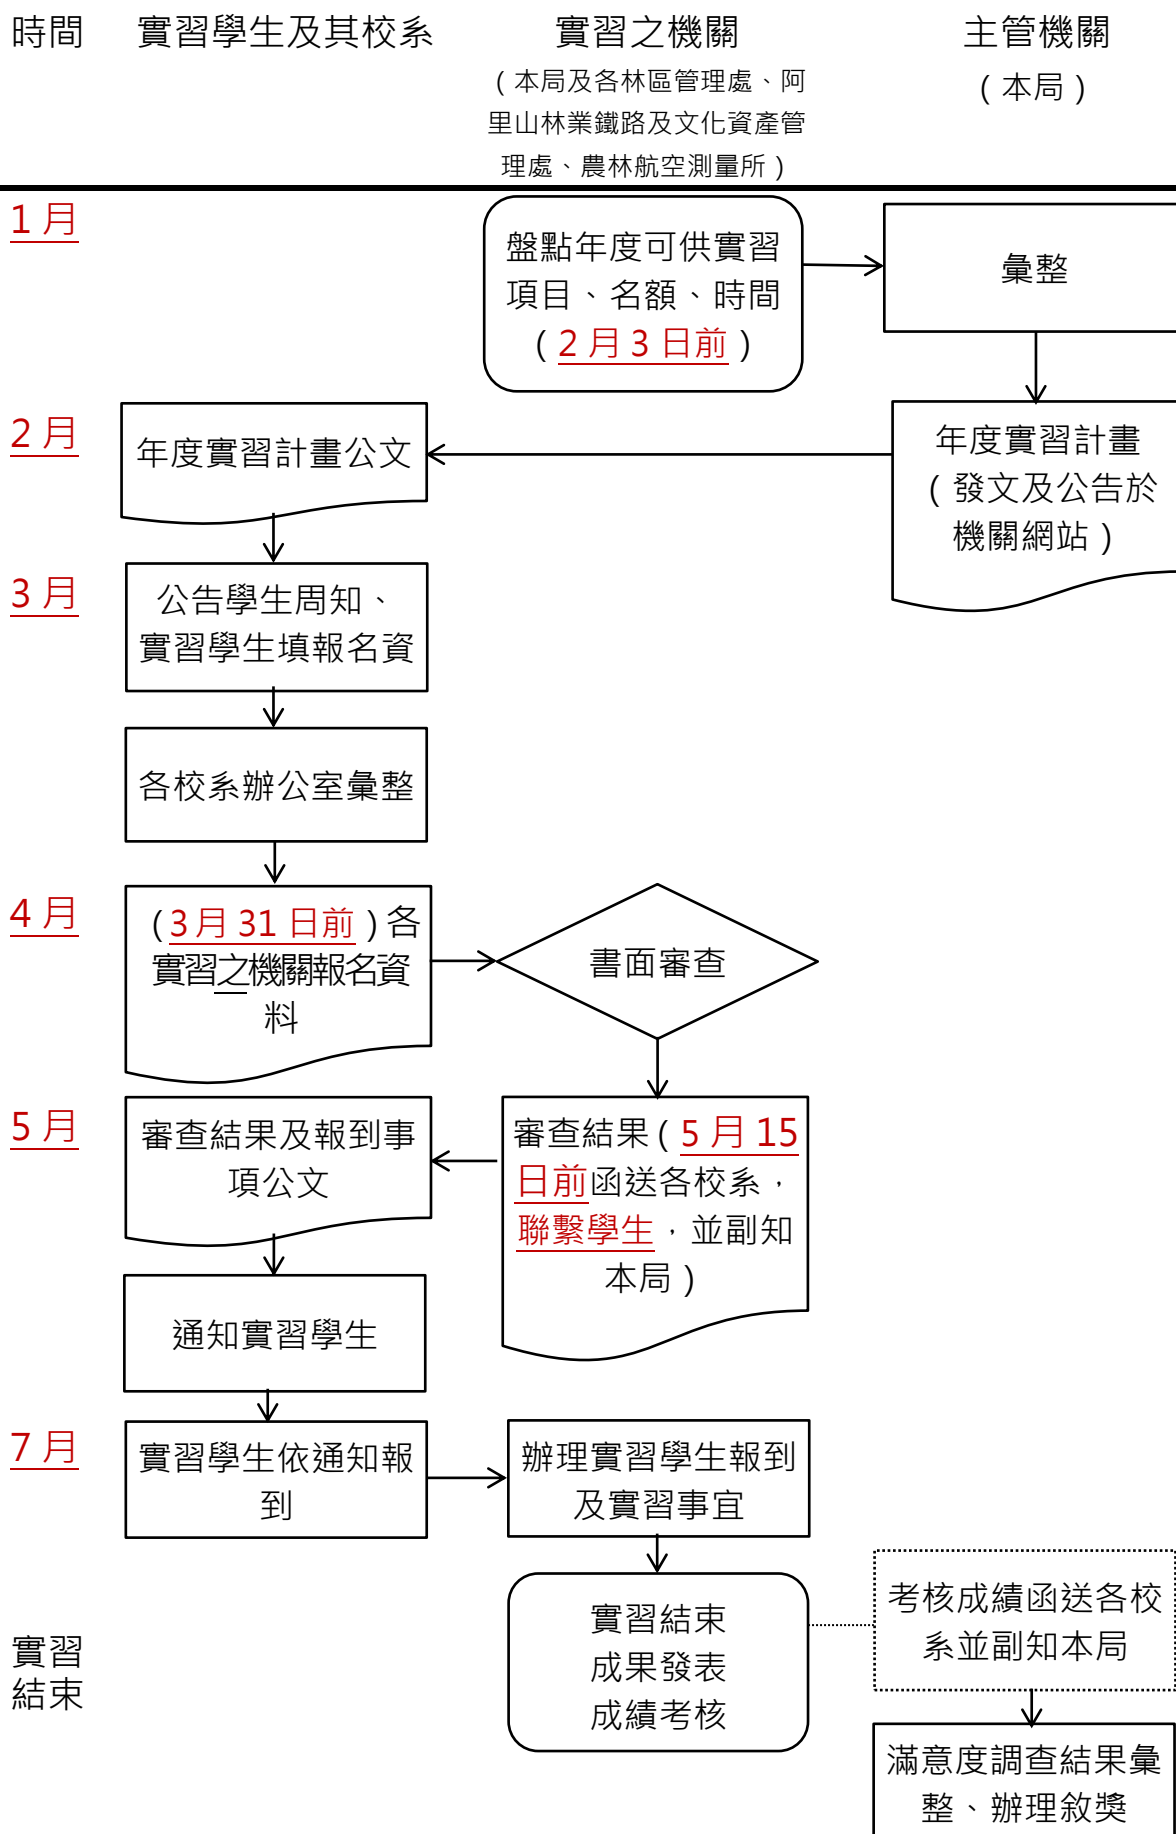 時間 實習學生及其校系 實習之機關 主管機關
（本局及各林區管理處、阿
里山林業鐵路及文化資產管
理處、農林航空測量所）
（本局）
1 月
盤點年度可供實習
項目、名額、時間
（2 月 3 日前）
彙整
2 月
年度實習計畫公文
年度實習計畫
（發文及公告於
機關網站）
3 月
公告學生周知、
實習學生填報名資
各校系辦公室彙整
4 月
（3 月 31 日前）各
實習之機關報名資
料
書面審查
5 月
審查結果及報到事
項公文
審查結果（5 月 15
日前函送各校系，
聯繫學生，並副知
本局）
通知實習學生
7 月
實習學生依通知報
到
辦理實習學生報到
及實習事宜
實習
結束
實習結束
成果發表
成績考核
考核成績函送各校
系並副知本局
滿意度調查結果彙
整、辦理敘獎